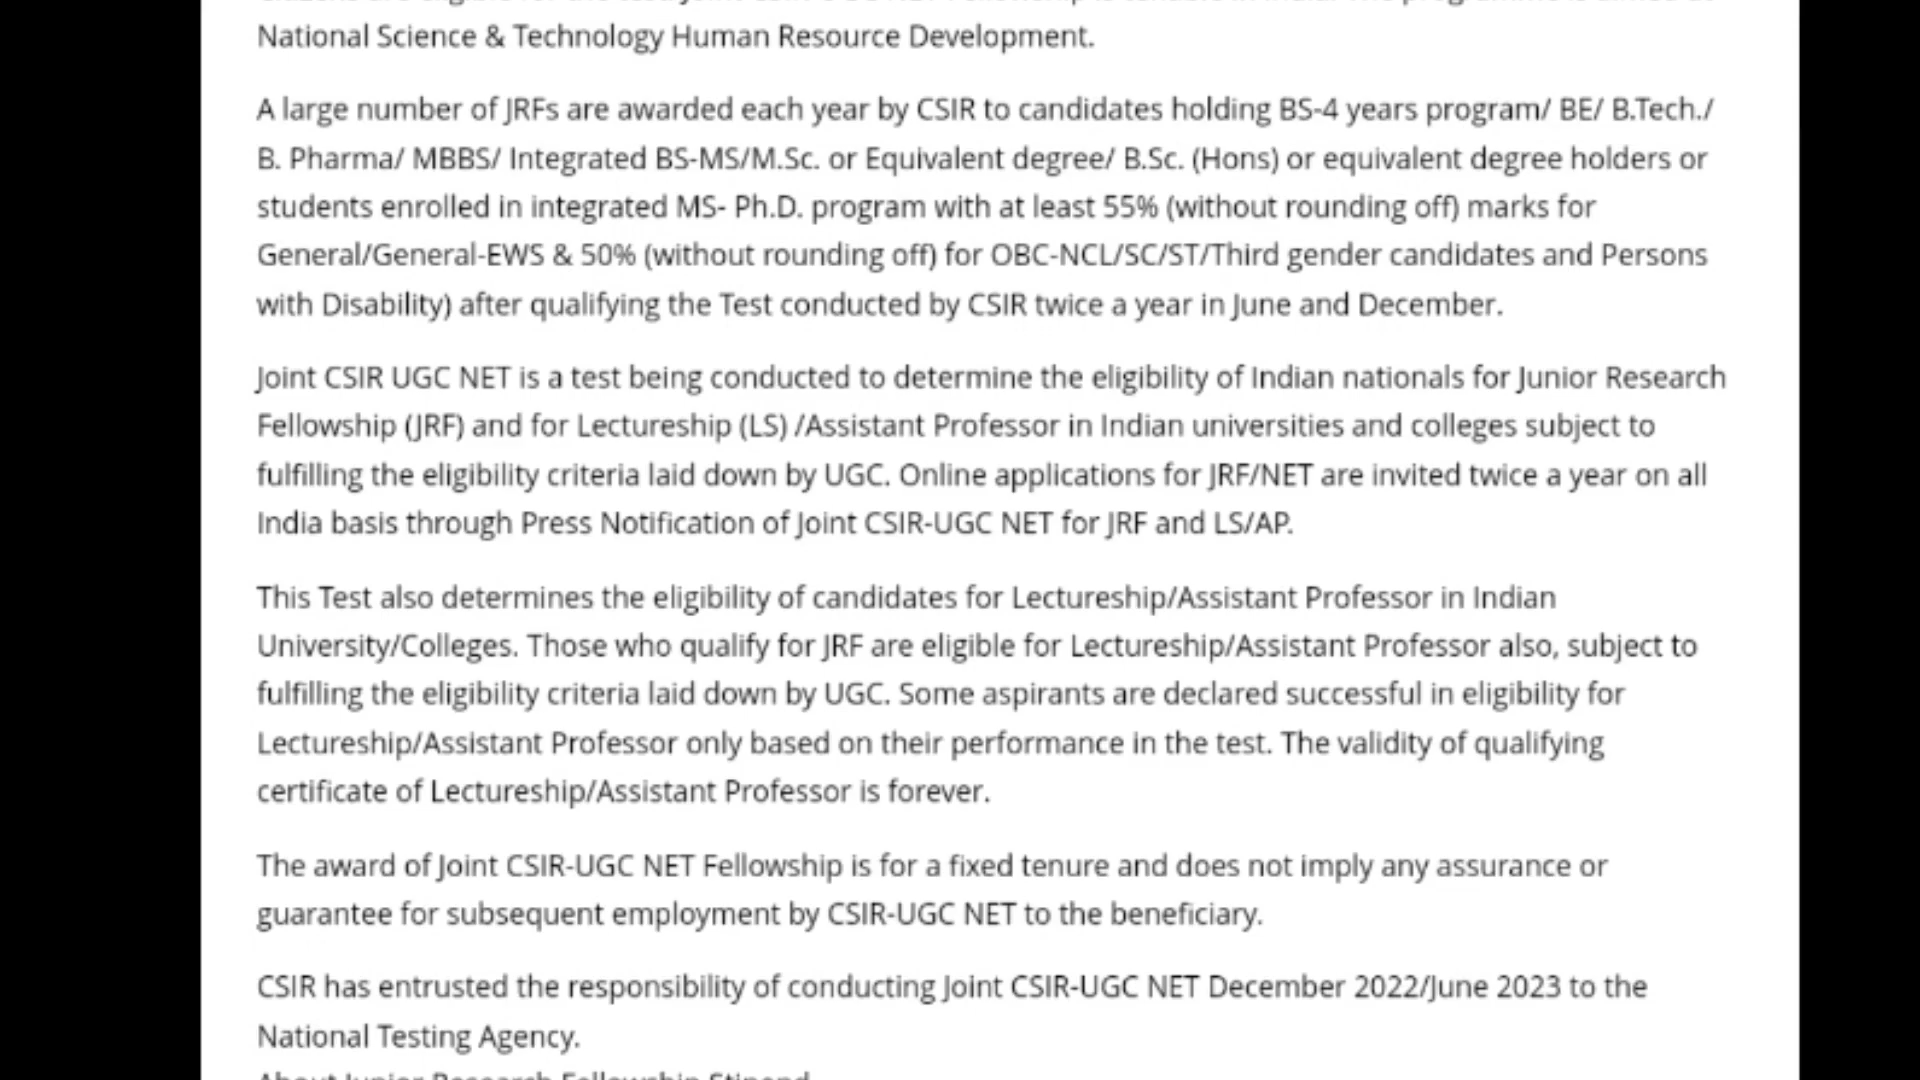 National Science & Technology Human Resource Development.
A large number of JRFs are awarded each year by CSIR to candidates holding BS-4 years program/ BE/ B.Tech./
B. Pharma/ MBBS/ Integrated BS-MS/M.Sc. or Equivalent degree/ B.Sc. (Hons) or equivalent degree holders or
students enrolled in integrated MS- Ph.D. program with at least 55% (without rounding off) marks for
General/General-EWS & 50% (without rounding off) for OBC-NCL/SC/ST/Third gender candidates and Persons
with Disability) after qualifying the Test conducted by CSIR twice a year in June and December.
Joint CSIR UGC NET is a test being conducted to determine the eligibility of Indian nationals for Junior Research
Fellowship (JRF) and for Lectureship (LS) /Assistant Professor in Indian universities and colleges subject to
fulfilling the eligibility criteria laid down by UGC. Online applications for JRF/NET are invited twice a year on all
India basis through Press Notification of Joint CSIR-UGC NET for JRF and LS/AP.
This Test also determines the eligibility of candidates for Lectureship/Assistant Professor in Indian
University/Colleges. Those who qualify for JRF are eligible for Lectureship/Assistant Professor also, subject to
fulfilling the eligibility criteria laid down by UGC. Some aspirants are declared successful in eligibility for
Lectureship/Assistant Professor only based on their performance in the test. The validity of qualifying
certificate of Lectureship/Assistant Professor is forever.
The award of Joint CSIR-UGC NET Fellowship is for a fixed tenure and does not imply any assurance or
guarantee for subsequent employment by CSIR-UGC NET to the beneficiary.
CSIR has entrusted the responsibility of conducting Joint CSIR-UGC NET December 2022/June 2023 to the
National Testing Agency.
About Junior Research Fellowship Stipend